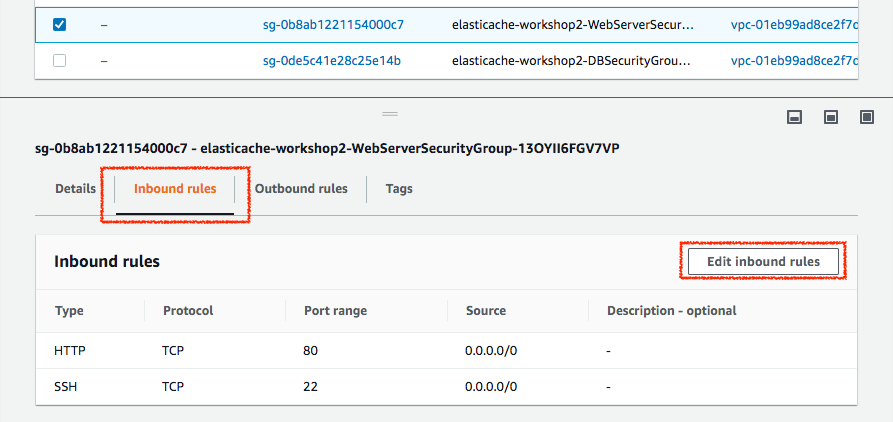 – sg-0b8ab1221154000c7 elasticache-workshop2-WebServerSecur... vpc-01eb99ad8ce2f7d
– sg-0de5c41e28c25e14b elasticache-workshop2-DBSecurityGrou... vpc-01eb99ad8ce2f7d
sg-0b8ab1221154000c7 - elasticache-workshop2-WebServerSecurityGroup-13OYII6FGV7VP
Details Inbound rules Outbound rules Tags
Inbound rules Edit inbound rules
Type Protocol Port range Source Description - optional
HTTP TCP 80 0.0.0.0/0 -
SSH TCP 22 0.0.0.0/0 -